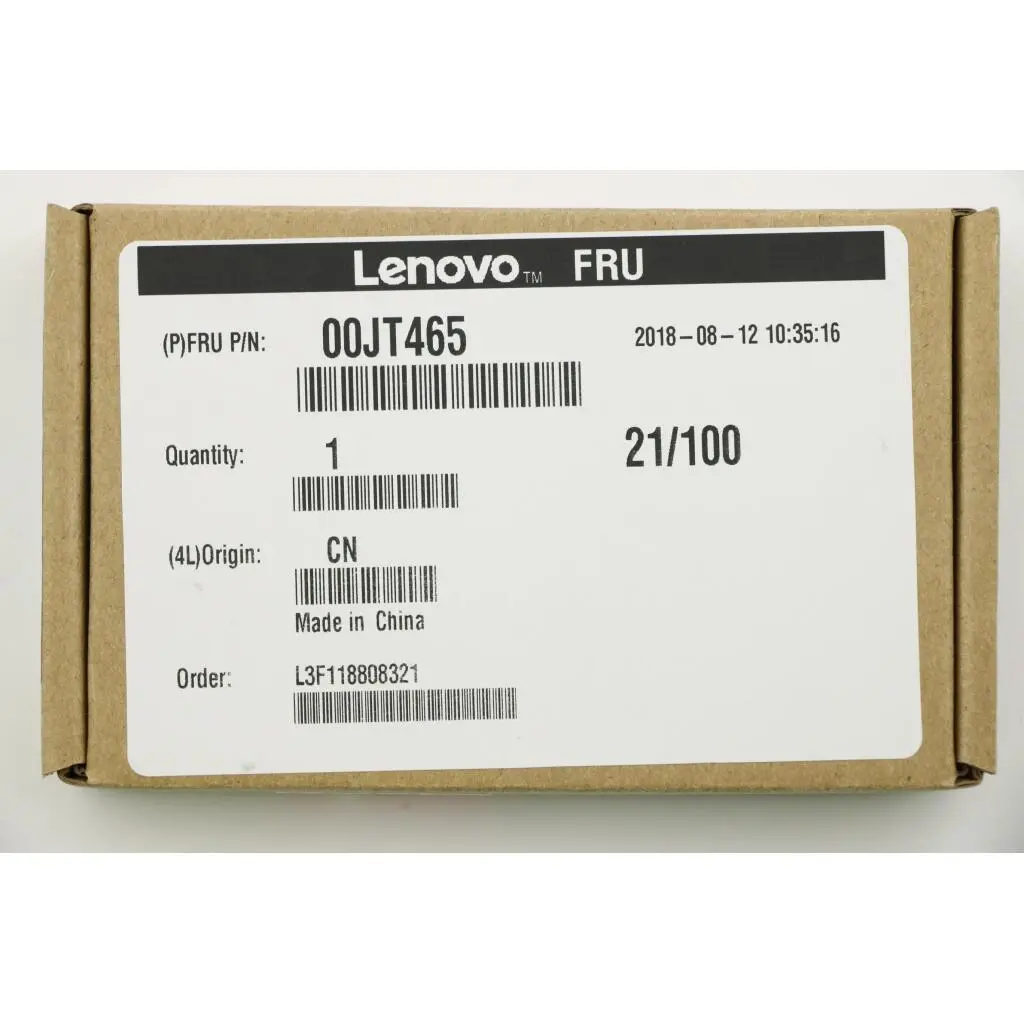 Lenovo™ FRU
(P)FRU P/N: 00JT465 2018-08-12 10:35:16
Quantity: 1 21/100
(4L)Origin: CN
Made in China
Order: L3F118808321